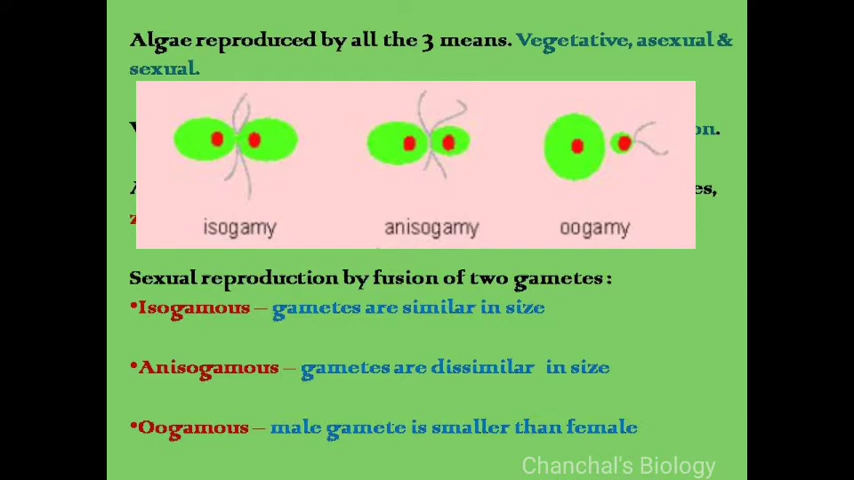 Algae reproduced by all the 3 means. Vegetative, asexual &
sexual.
isogamy anisogamy oogamy
Sexual reproduction by fusion of two gametes :
•Isogamous – gametes are similar in size
•Anisogamous – gametes are dissimilar in size
•Oogamous – male gamete is smaller than female
Chanchal's Biology